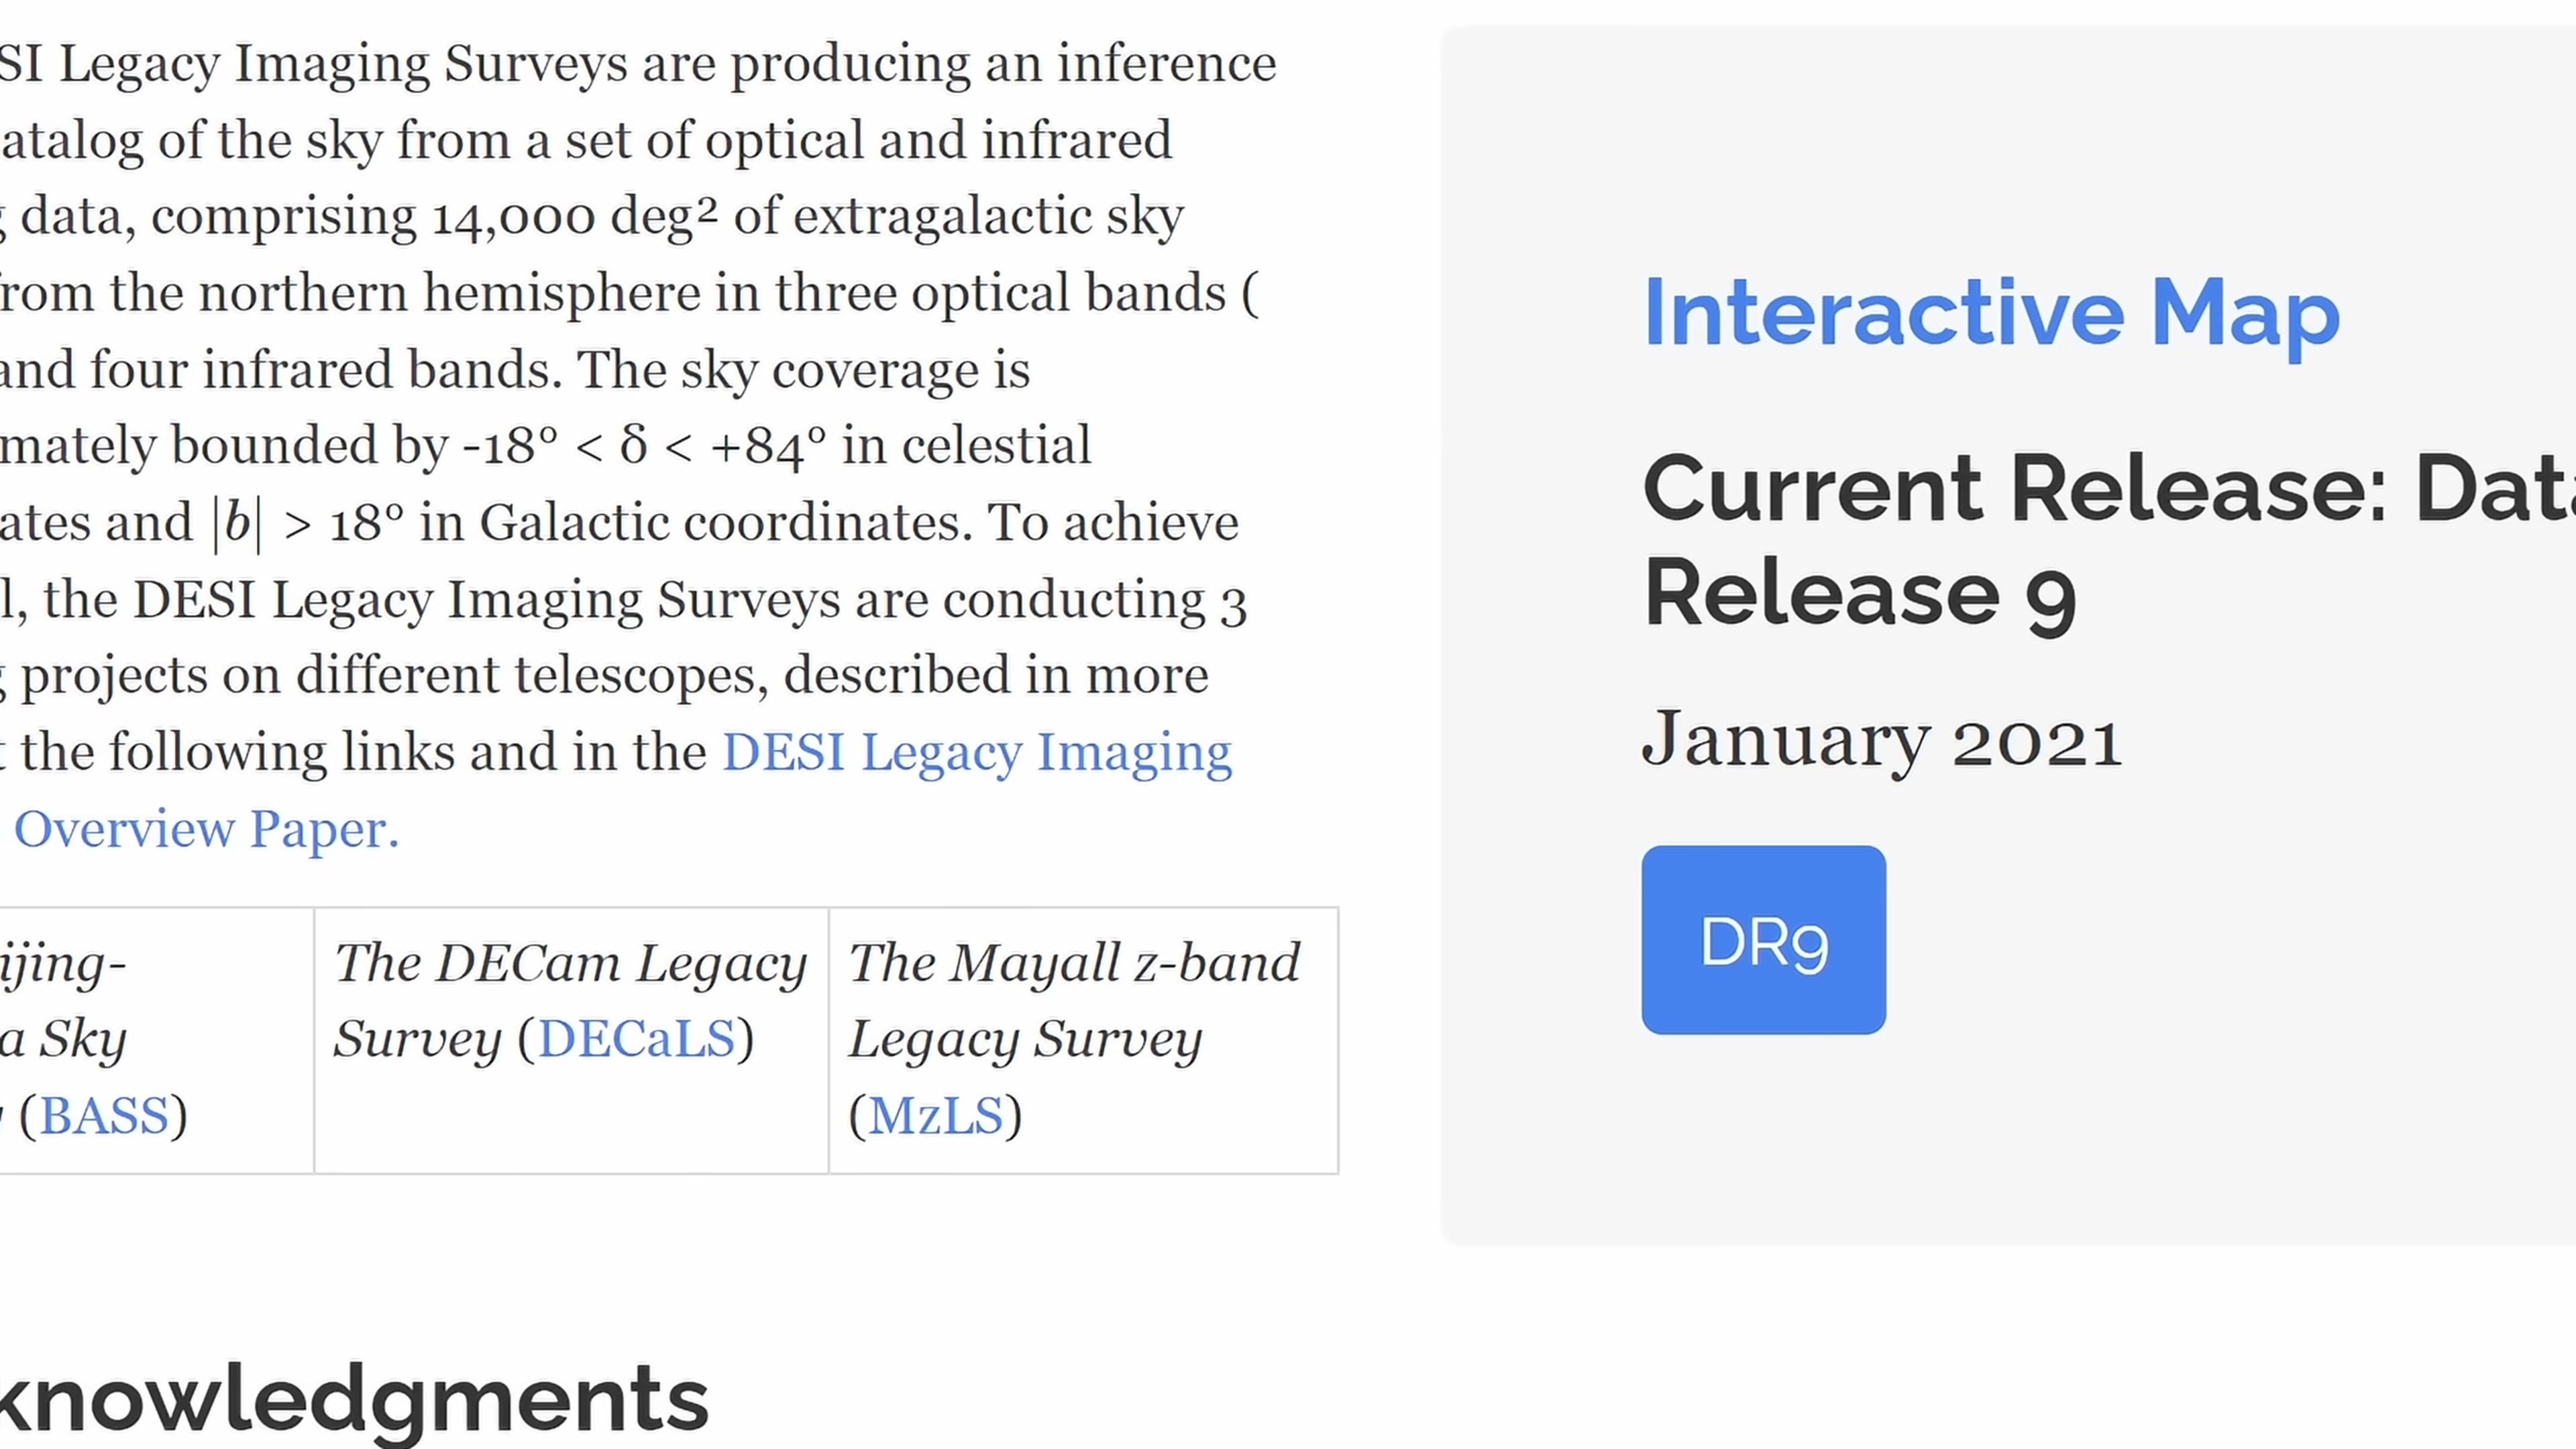 SI Legacy Imaging Surveys are producing an inference
atalog of the sky from a set of optical and infrared
g data, comprising 14,000 deg² of extragalactic sky
rom the northern hemisphere in three optical bands (
and four infrared bands. The sky coverage is
mately bounded by -18° < δ < +84° in celestial
ates and |b| > 18° in Galactic coordinates. To achieve
l, the DESI Legacy Imaging Surveys are conducting 3
g projects on different telescopes, described in more
t the following links and in the DESI Legacy Imaging
Overview Paper.
ijing-
a Sky
y (BASS)
The DECam Legacy
Survey (DECaLS)
The Mayall z-band
Legacy Survey
(MzLS)
knowledgments
Interactive Map
Current Release: Data
Release 9
January 2021
DR9